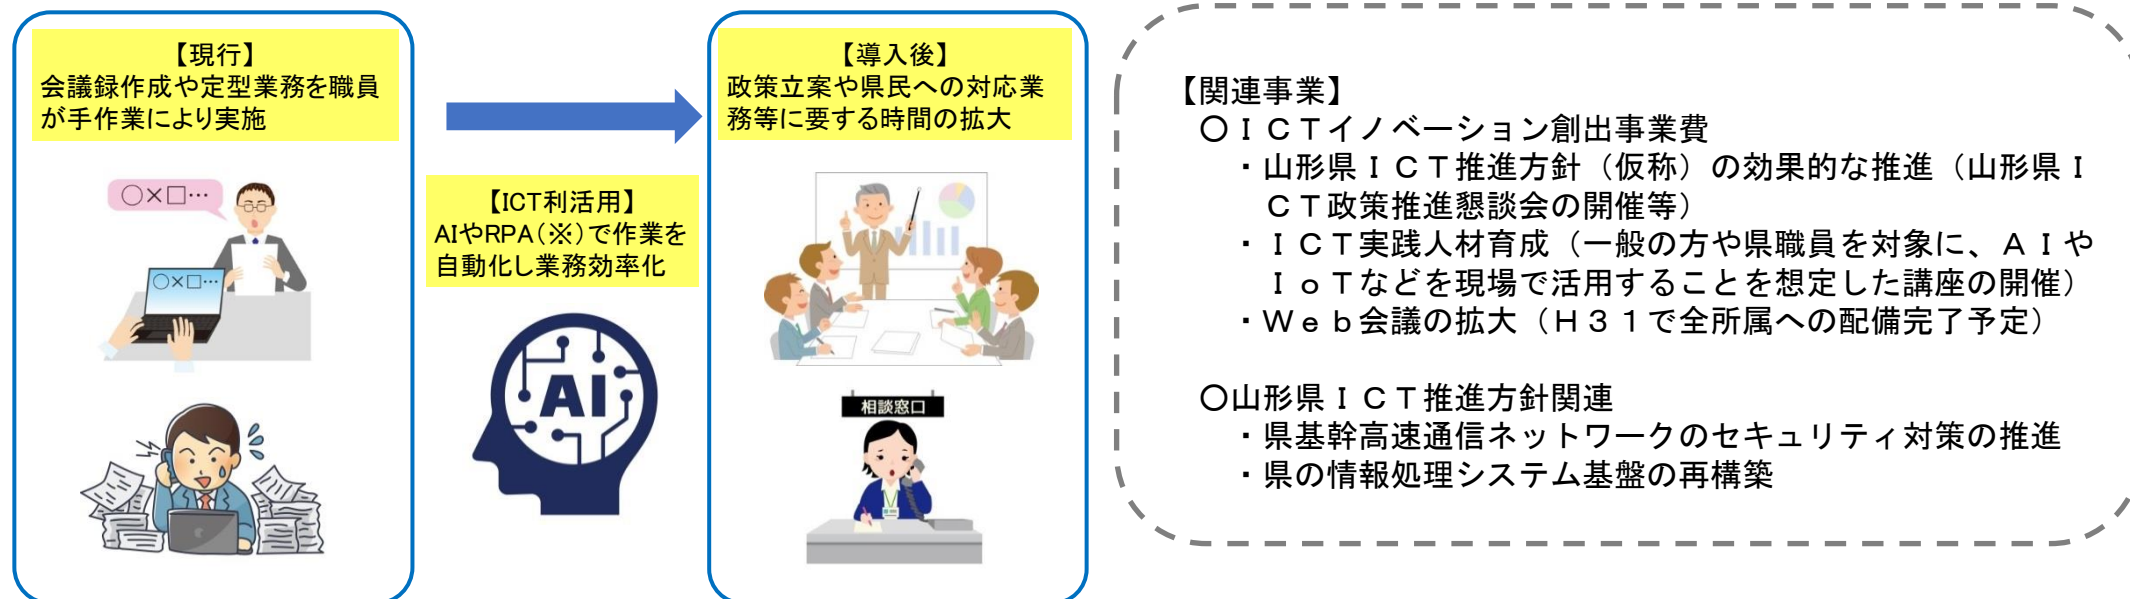 【現行】
会議録作成や定型業務を職員
が手作業により実施
○×□…
○×□…
【ICT利活用】
AIやRPA(※)で作業を
自動化し業務効率化
AI
【導入後】
政策立案や県民への対応業
務等に要する時間の拡大
相談窓口
【関連事業】
○ＩＣＴイノベーション創出事業費
・山形県ＩＣＴ推進方針（仮称）の効果的な推進（山形県Ｉ
ＣＴ政策推進懇談会の開催等）
・ＩＣＴ実践人材育成（一般の方や県職員を対象に、ＡＩや
ＩｏＴなどを現場で活用することを想定した講座の開催）
・Ｗｅｂ会議の拡大（Ｈ３１で全所属への配備完了予定）
○山形県ＩＣＴ推進方針関連
・県基幹高速通信ネットワークのセキュリティ対策の推進
・県の情報処理システム基盤の再構築